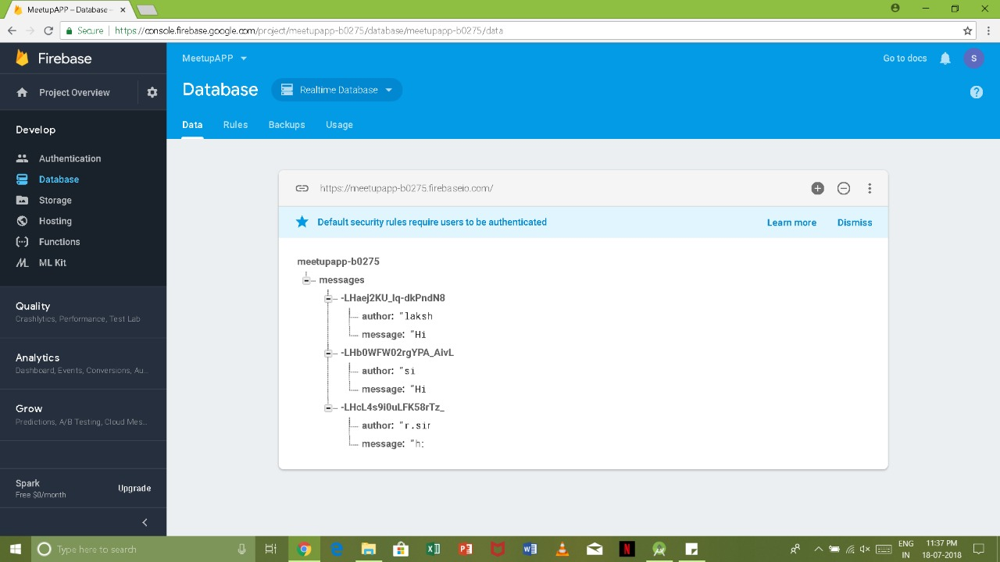 MeetupAPP – Database –
Secure https://console.firebase.google.com/project/meetupapp-b0275/database/meetupapp-b0275/data
Firebase
MeetupAPP
Go to docs
S
Project Overview
Database
Realtime Database
?
Data Rules Backups Usage
Develop
Authentication
Database
Storage
Hosting
Functions
ML Kit
Quality
Crashlytics, Performance, Test Lab
Analytics
Dashboard, Events, Conversions, Au...
Grow
Predictions, A/B Testing, Cloud Mes...
Spark
Free $0/month
Upgrade
https://meetupapp-b0275.firebaseio.com/
Default security rules require users to be authenticated
Learn more
Dismiss
meetupapp-b0275
messages
-LHaej2KU_Iq-dkPndN8
author: "laksh
message: "Hi
-LHb0WFW02rgYPA_AivL
author: "si
message: "Hi
-LHcL4s9i0uLFK58rTz_
author: "r.sir
message: "h
Type here to search
ENG
IN
11:37 PM
18-07-2018